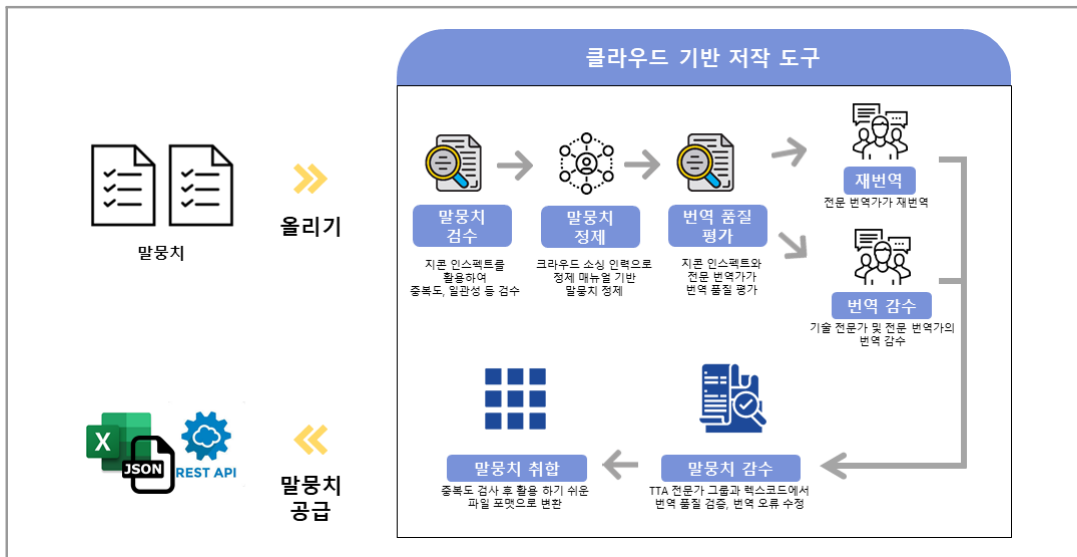 클라우드 기반 저작 도구
말뭉치
올리기
말뭉치
검수
지콘 인스펙트를
활용하여
중복도, 일관성 등 검수
말뭉치
정제
크라우드 소싱 인력으로
정제 매뉴얼 기반
말뭉치 정제
번역 품질
평가
지콘 인스펙트와
전문 번역가가
번역 품질 평가
재번역
전문 번역가가 재번역
번역 감수
기술 전문가 및 전문 번역가의
번역 감수
말뭉치 감수
TTA 전문가 그룹과 렉스코드에서
번역 품질 검증, 번역 오류 수정
말뭉치 취합
중복도 검사 후 활용 하기 쉬운
파일 포맷으로 변환
말뭉치
공급
X
JSON
REST API